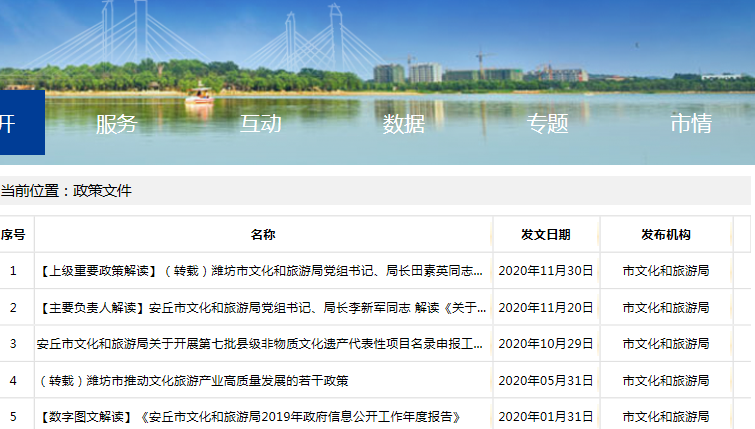 开 服务 互动 数据 专题 市情
当前位置：政策文件
序号 名称 发文日期 发布机构
1 【上级重要政策解读】（转载）潍坊市文化和旅游局党组书记、局长田素英同志... 2020年11月30日 市文化和旅游局
2 【主要负责人解读】安丘市文化和旅游局党组书记、局长李新军同志 解读《关于... 2020年11月20日 市文化和旅游局
3 安丘市文化和旅游局关于开展第七批县级非物质文化遗产代表性项目名录申报工... 2020年10月29日 市文化和旅游局
4 （转载）潍坊市推动文化旅游产业高质量发展的若干政策 2020年05月31日 市文化和旅游局
5 【数字图文解读】《安丘市文化和旅游局2019年政府信息公开工作年度报告》 2020年01月31日 市文化和旅游局